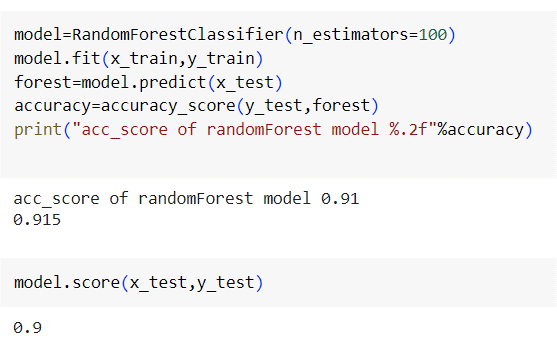 model=RandomForestClassifier(n_estimators=100)
model.fit(x_train,y_train)
forest=model.predict(x_test)
accuracy=accuracy_score(y_test,forest)
print("acc_score of randomForest model %.2f"%accuracy)
acc_score of randomForest model 0.91
0.915
model.score(x_test,y_test)
0.9